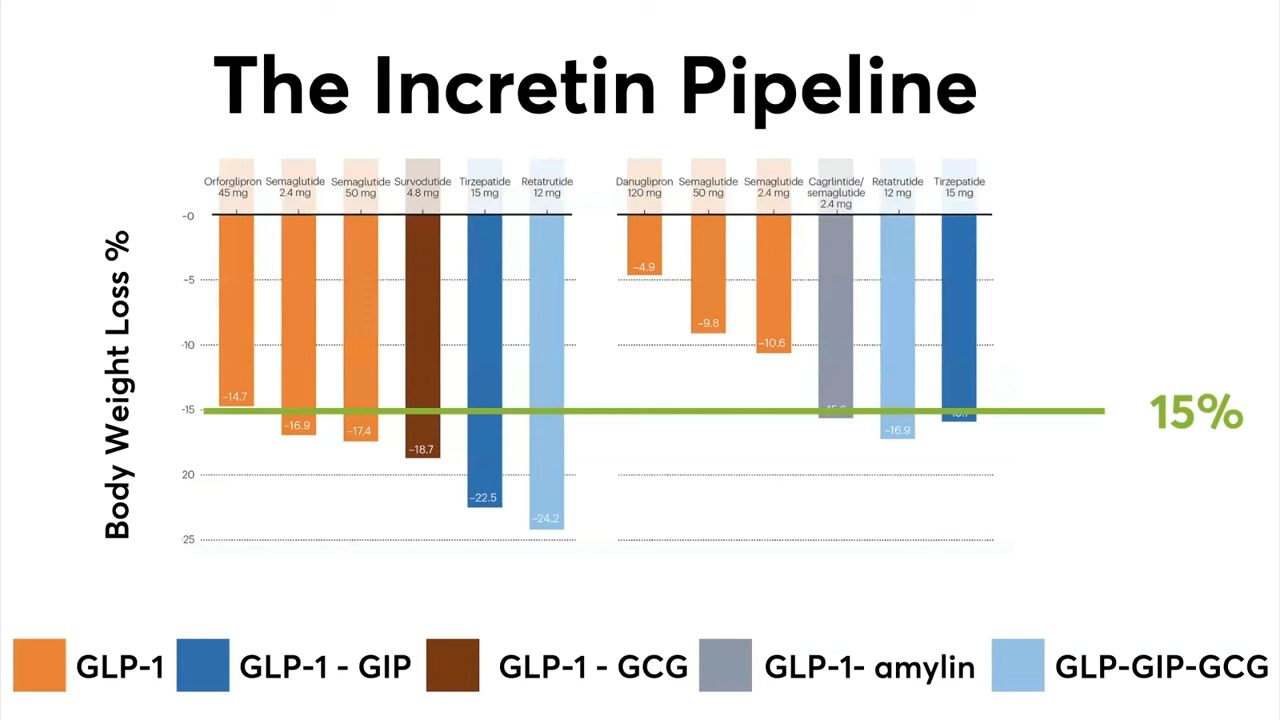 The Incretin Pipeline
Orforglipron 45 mg
Semaglutide 2.4 mg
Semaglutide 50 mg
Survodutide 4.8 mg
Tirzepatide 15 mg
Retatrutide 12 mg
Danuglipron 120 mg
Semaglutide 50 mg
Semaglutide 2.4 mg
Cagrlintide/ semaglutide 2.4 mg
Retatrutide 12 mg
Tirzepatide 15 mg
Body Weight Loss %
-0
-5
-10
-15
20
25
-14.7
-16.9
-17.4
-18.7
-22.5
-24.2
-4.9
-9.8
-10.6
-16.9
15%
GLP-1
GLP-1 - GIP
GLP-1 - GCG
GLP-1- amylin
GLP-GIP-GCG